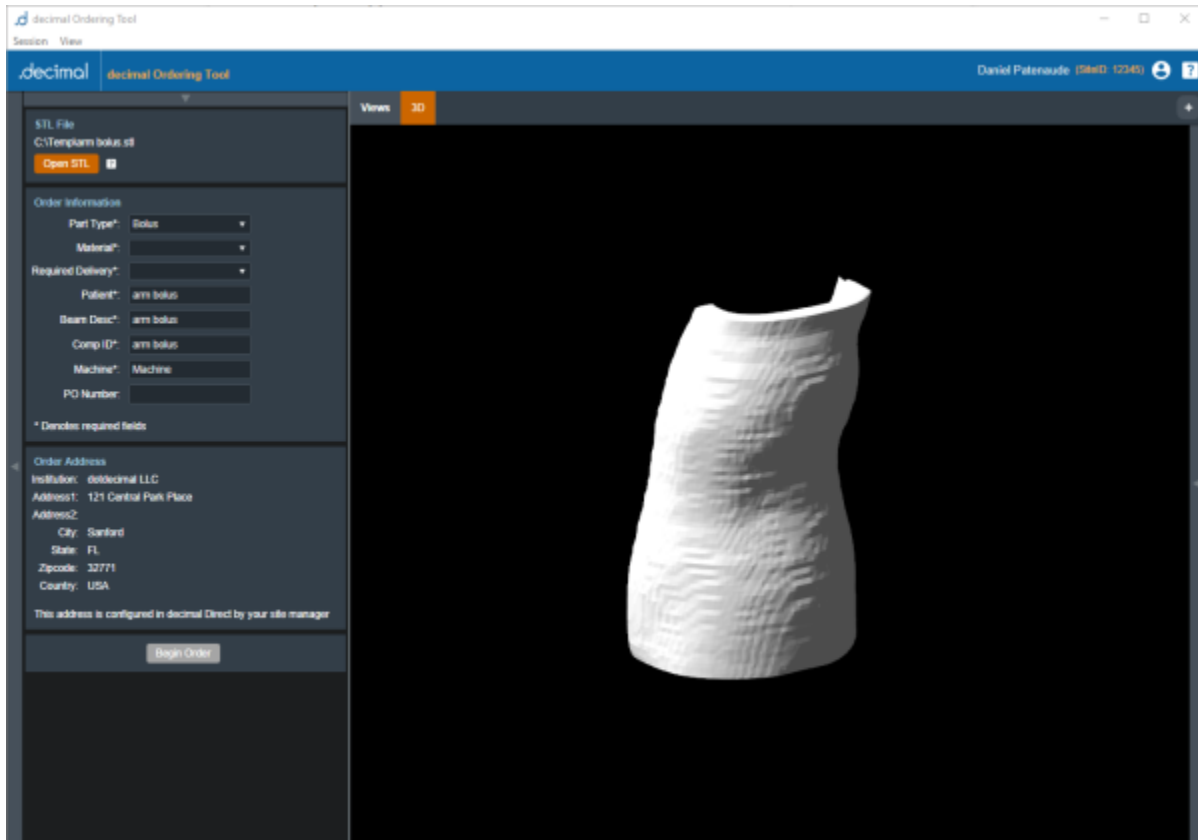 .d decimal Ordering Tool
Session View
.decimal decimal Ordering Tool Daniel Patenaude (SiteID: 12345) ?
Views 3D +
STL File
C:\Temp\arm bolus.stl
Open STL ?
Order Information
Part Type*: Bolus
Material*:
Required Delivery*:
Patient*: arm bolus
Beam Desc*: arm bolus
Comp ID*: arm bolus
Machine*: Machine
PO Number:
* Denotes required fields
Order Address
Institution: dotdecimal LLC
Address1: 121 Central Park Place
Address2:
City: Sanford
State: FL
Zipcode: 32771
Country: USA
This address is configured in decimal Direct by your site manager
Begin Order